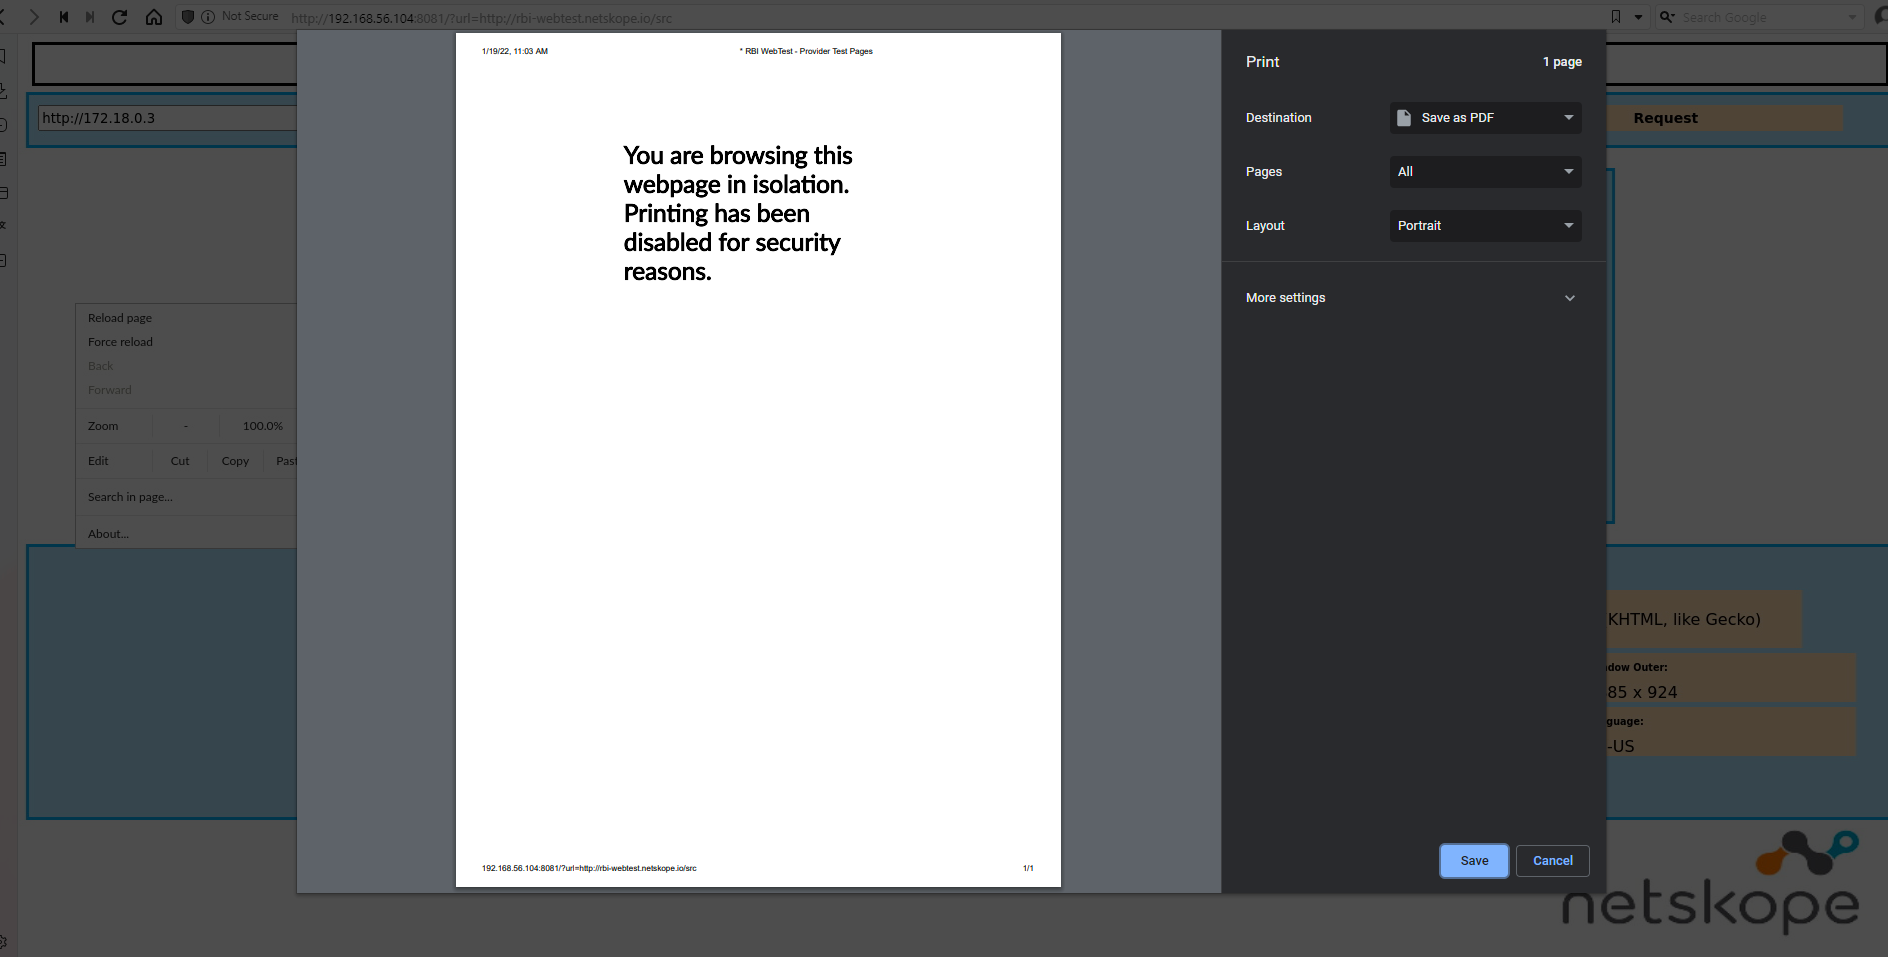 Not Secure
http://192.168.56.104:8081/?url=http://rbi-webtest.netskope.io/src
Search Google
http://172.18.0.3
Request
Reload page
Force reload
Back
Forward
Zoom - 100.0%
Edit Cut Copy Past
Search in page...
About...
1/19/22, 11:03 AM
* RBI WebTest - Provider Test Pages
You are browsing this
webpage in isolation.
Printing has been
disabled for security
reasons.
192.168.56.104:8081/?url=http://rbi-webtest.netskope.io/src
1/1
Print
1 page
Destination
Save as PDF
Pages
All
Layout
Portrait
More settings
Save
Cancel
KHTML, like Gecko)
dow Outer:
85 x 924
guage:
-US
netskope